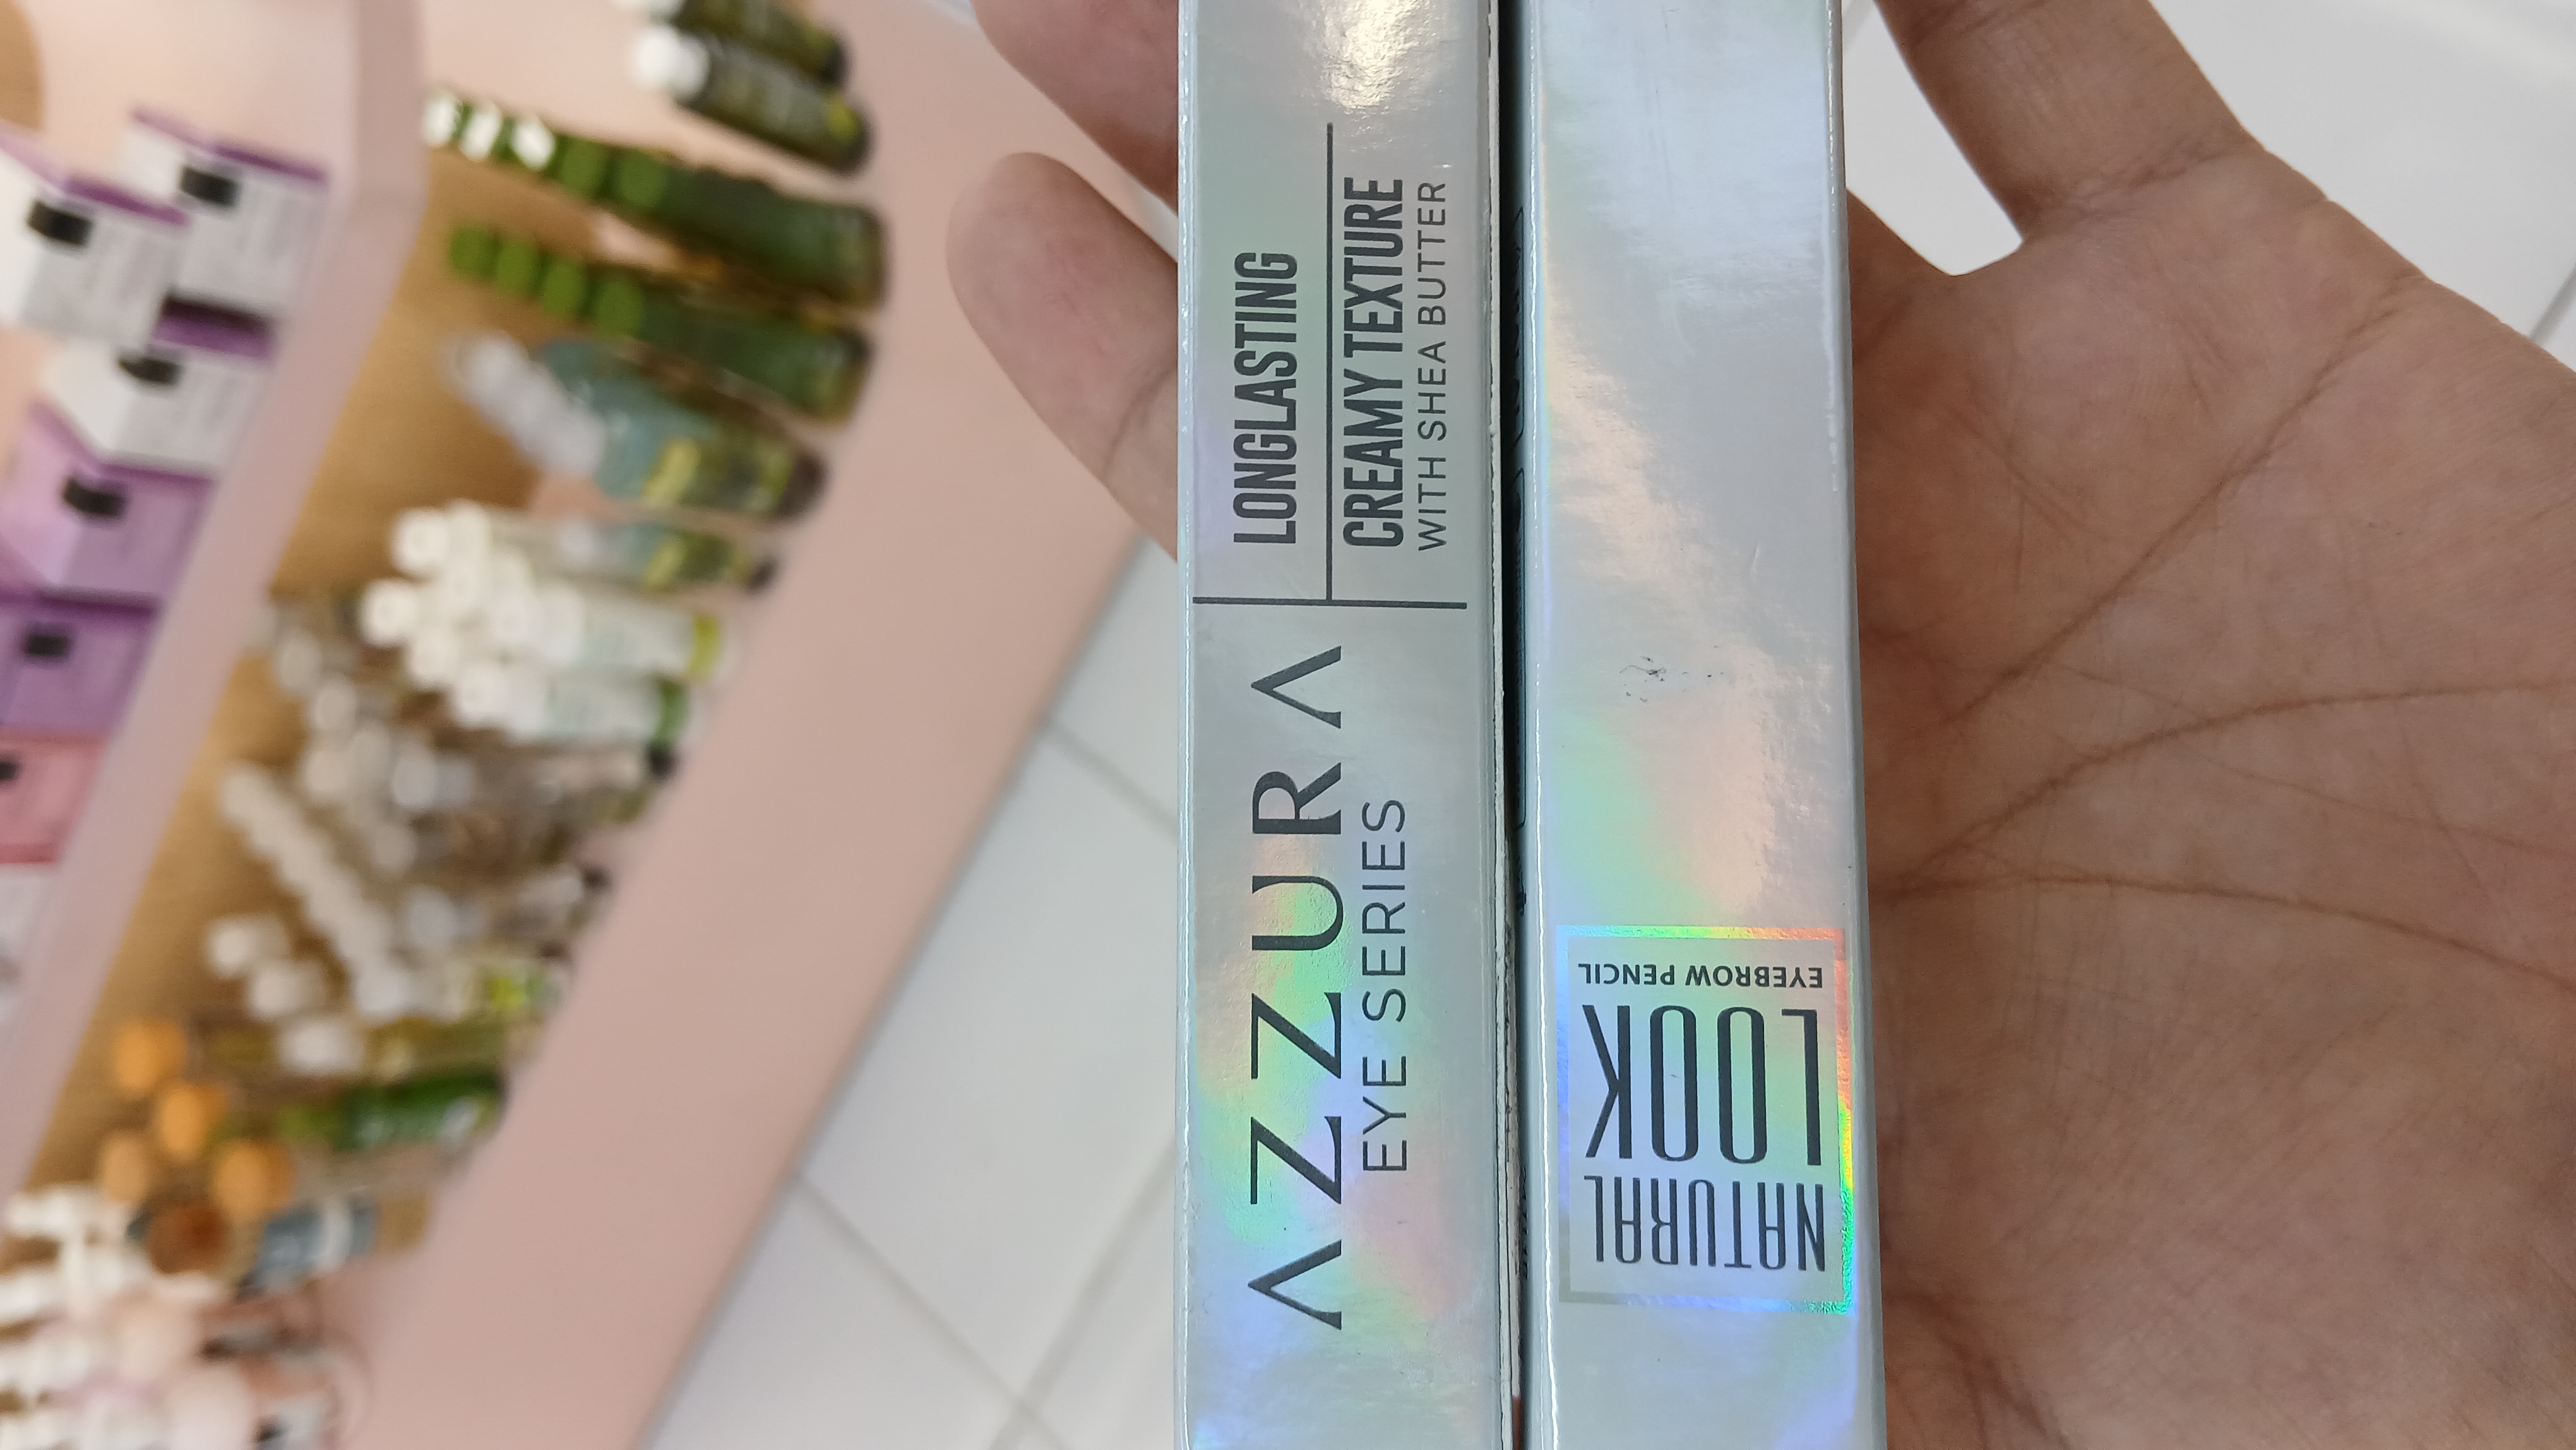 AZZURA
EYE SERIES
LONGLASTING
CREAMY TEXTURE
WITH SHEA BUTTER
NATURAL
LOOK
EYEBROW PENCIL